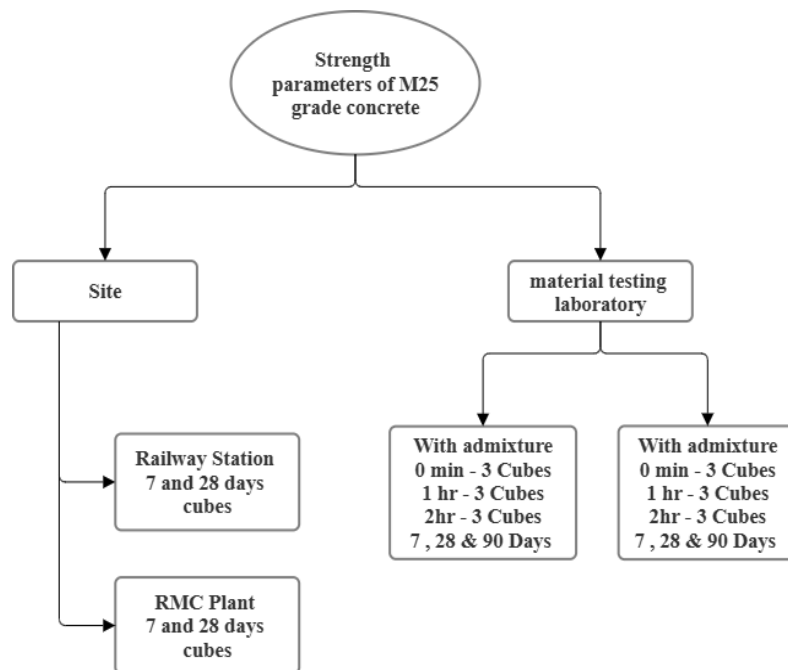 Strength
parameters of M25
grade concrete
Site
material testing
laboratory
Railway Station
7 and 28 days
cubes
RMC Plant
7 and 28 days
cubes
With admixture
0 min - 3 Cubes
1 hr - 3 Cubes
2hr - 3 Cubes
7 , 28 & 90 Days
With admixture
0 min - 3 Cubes
1 hr - 3 Cubes
2hr - 3 Cubes
7 , 28 & 90 Days